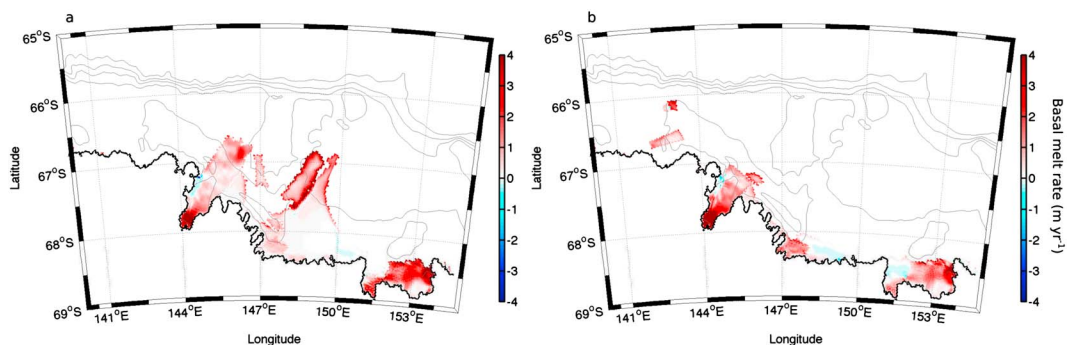 a
65°S
66°S
67°S
68°S
69°S
Latitude
141°E
144°E
147°E
150°E
153°E
Longitude
4
3
2
1
0
-1
-2
-3
-4
b
65°S
66°S
67°S
68°S
69°S
Latitude
141°E
144°E
147°E
150°E
153°E
Longitude
4
3
2
1
0
-1
-2
-3
-4
Basal melt rate (m yr⁻¹)